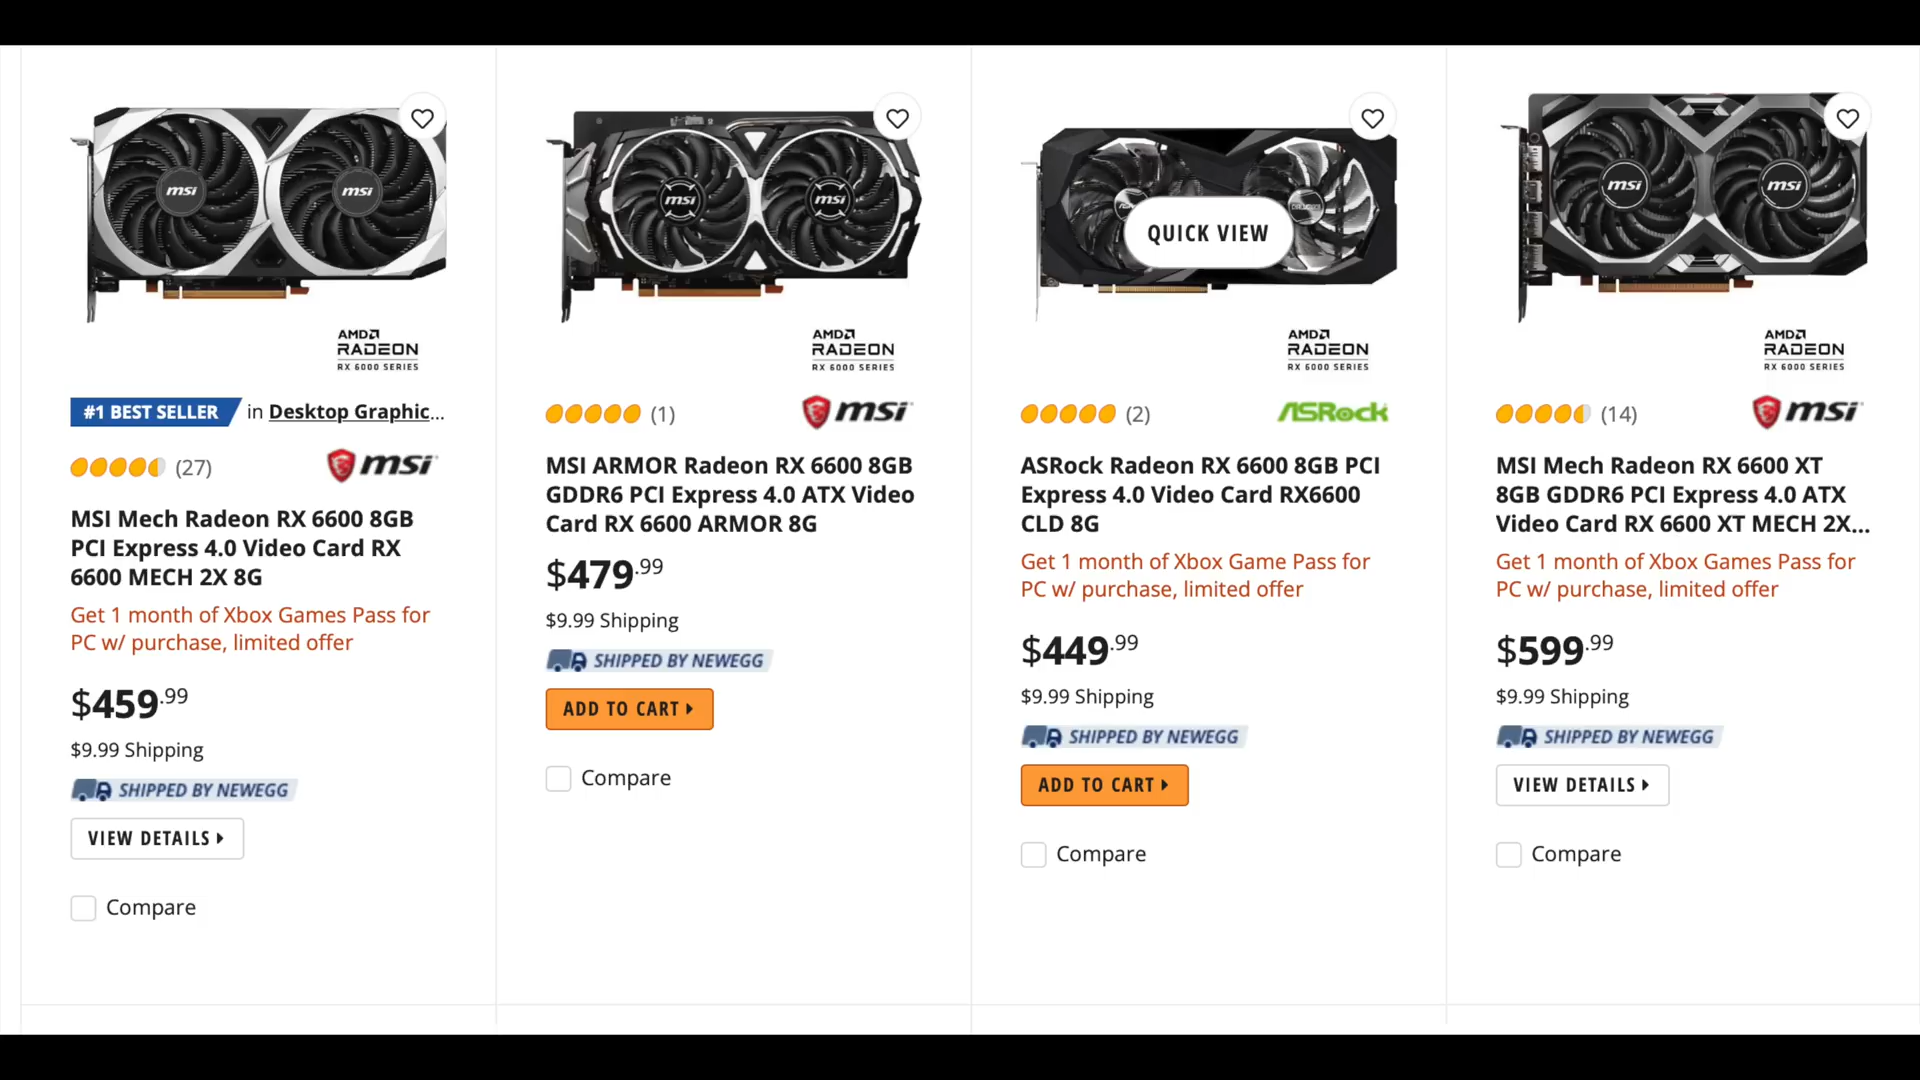 msi
msi
AMD
RADEON
RX 6000 SERIES
#1 BEST SELLER in Desktop Graphic...
(27)
msi
MSI Mech Radeon RX 6600 8GB
PCI Express 4.0 Video Card RX
6600 MECH 2X 8G
Get 1 month of Xbox Games Pass for
PC w/ purchase, limited offer
$459.99
$9.99 Shipping
SHIPPED BY NEWEGG
VIEW DETAILS
Compare
msi
msi
AMD
RADEON
RX 6000 SERIES
(1)
msi
MSI ARMOR Radeon RX 6600 8GB
GDDR6 PCI Express 4.0 ATX Video
Card RX 6600 ARMOR 8G
$479.99
$9.99 Shipping
SHIPPED BY NEWEGG
ADD TO CART
Compare
QUICK VIEW
AMD
RADEON
RX 6000 SERIES
(2)
ASRock
ASRock Radeon RX 6600 8GB PCI
Express 4.0 Video Card RX6600
CLD 8G
Get 1 month of Xbox Game Pass for
PC w/ purchase, limited offer
$449.99
$9.99 Shipping
SHIPPED BY NEWEGG
ADD TO CART
Compare
msi
msi
AMD
RADEON
RX 6000 SERIES
(14)
msi
MSI Mech Radeon RX 6600 XT
8GB GDDR6 PCI Express 4.0 ATX
Video Card RX 6600 XT MECH 2X...
Get 1 month of Xbox Games Pass for
PC w/ purchase, limited offer
$599.99
$9.99 Shipping
SHIPPED BY NEWEGG
VIEW DETAILS
Compare